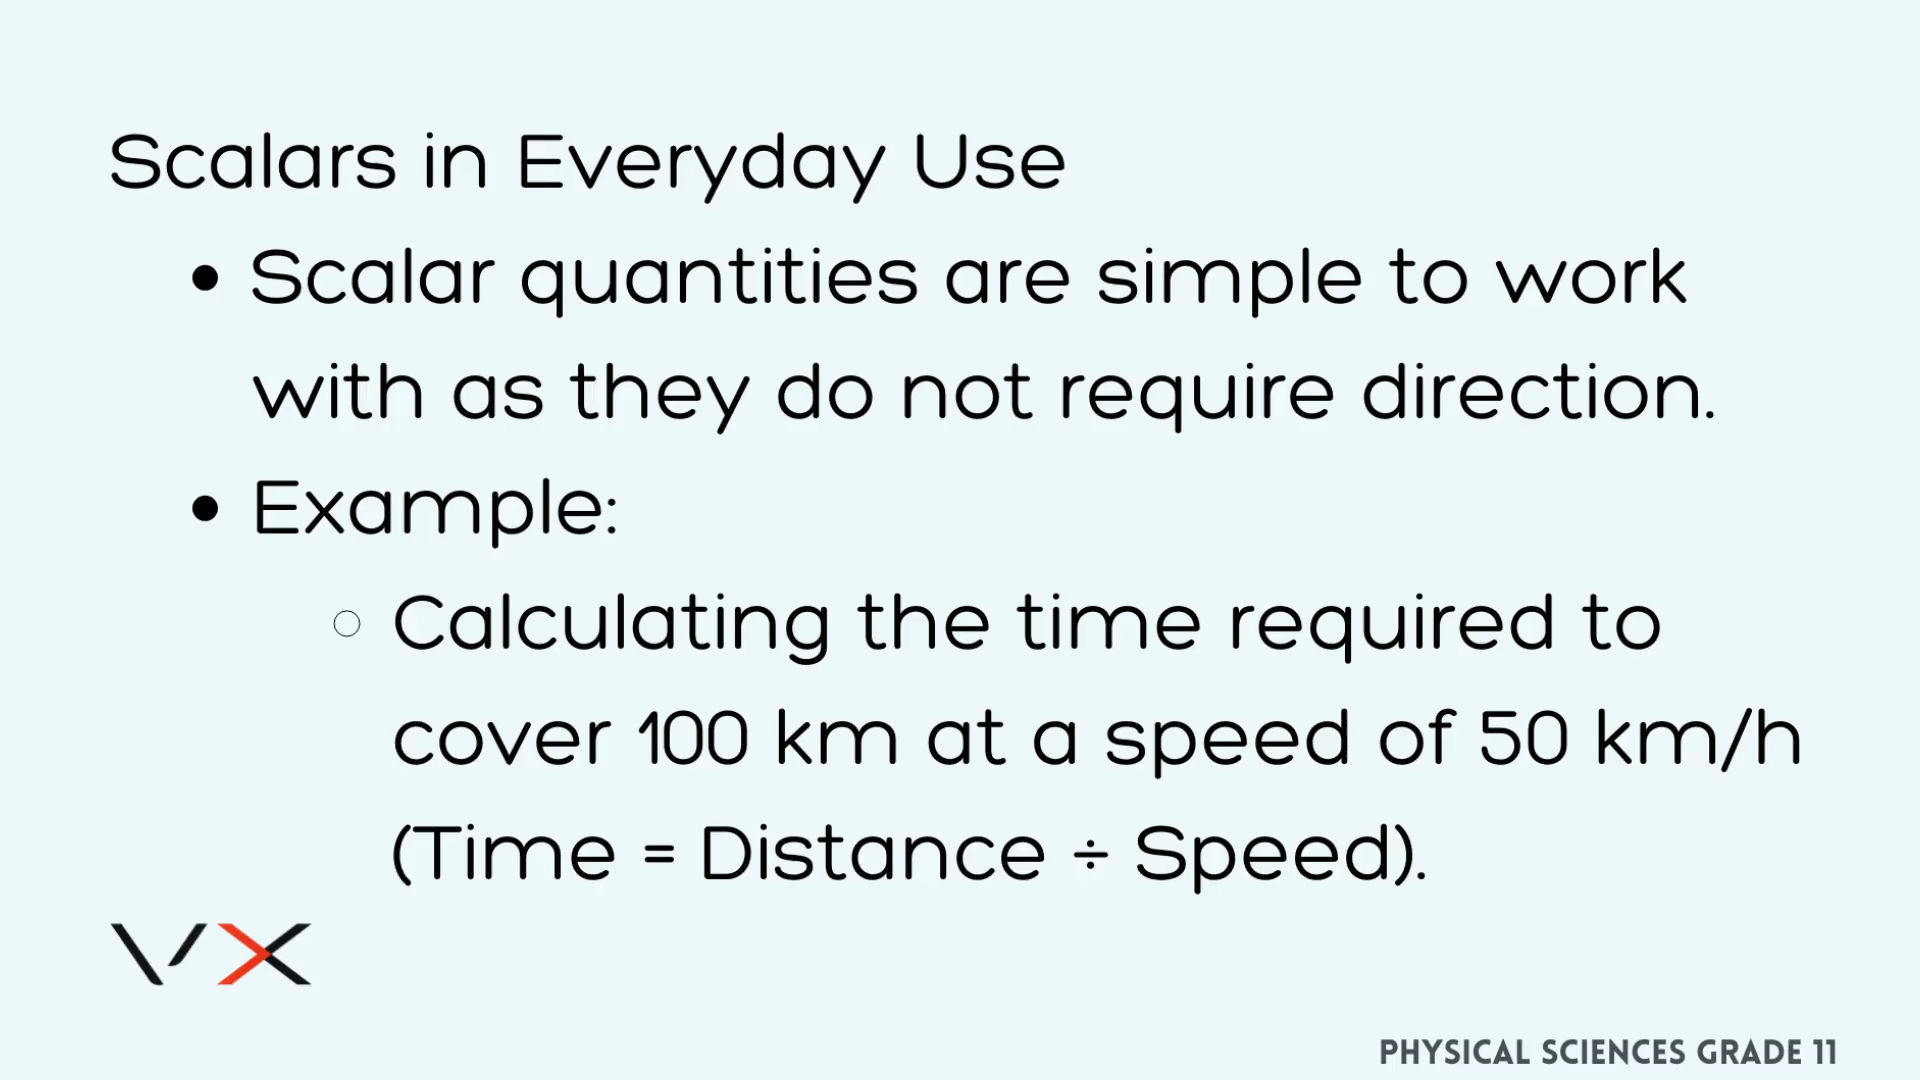 Scalars in Everyday Use
• Scalar quantities are simple to work
with as they do not require direction.
• Example:
○ Calculating the time required to
cover 100 km at a speed of 50 km/h
(Time = Distance ÷ Speed).
VX
PHYSICAL SCIENCES GRADE 11